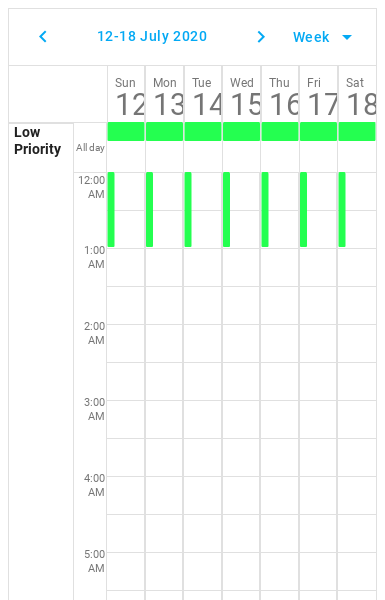 12-18 July 2020
Week
Sun Mon Tue Wed Thu Fri Sat
12 13 14 15 16 17 18
Low
Priority
All day
12:00
AM
1:00
AM
2:00
AM
3:00
AM
4:00
AM
5:00
AM